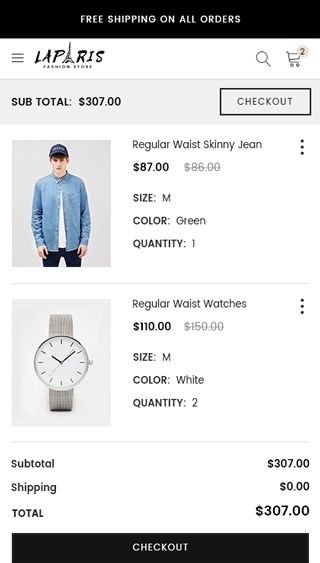 FREE SHIPPING ON ALL ORDERS
LAPARIS
FASHION STORE
2
SUB TOTAL: $307.00
CHECKOUT
Regular Waist Skinny Jean
$87.00 $86.00
SIZE: M
COLOR: Green
QUANTITY: 1
Regular Waist Watches
$110.00 $150.00
SIZE: M
COLOR: White
QUANTITY: 2
Subtotal $307.00
Shipping $0.00
TOTAL $307.00
CHECKOUT